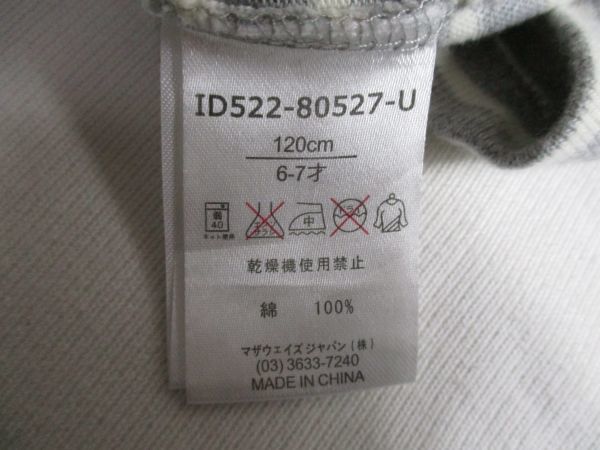 ID522-80527-U
120cm
6-7才
弱 中
40
ネット使用
乾燥機使用禁止
綿 100%
マザウェイズ ジャパン (株)
(03) 3633-7240
MADE IN CHINA